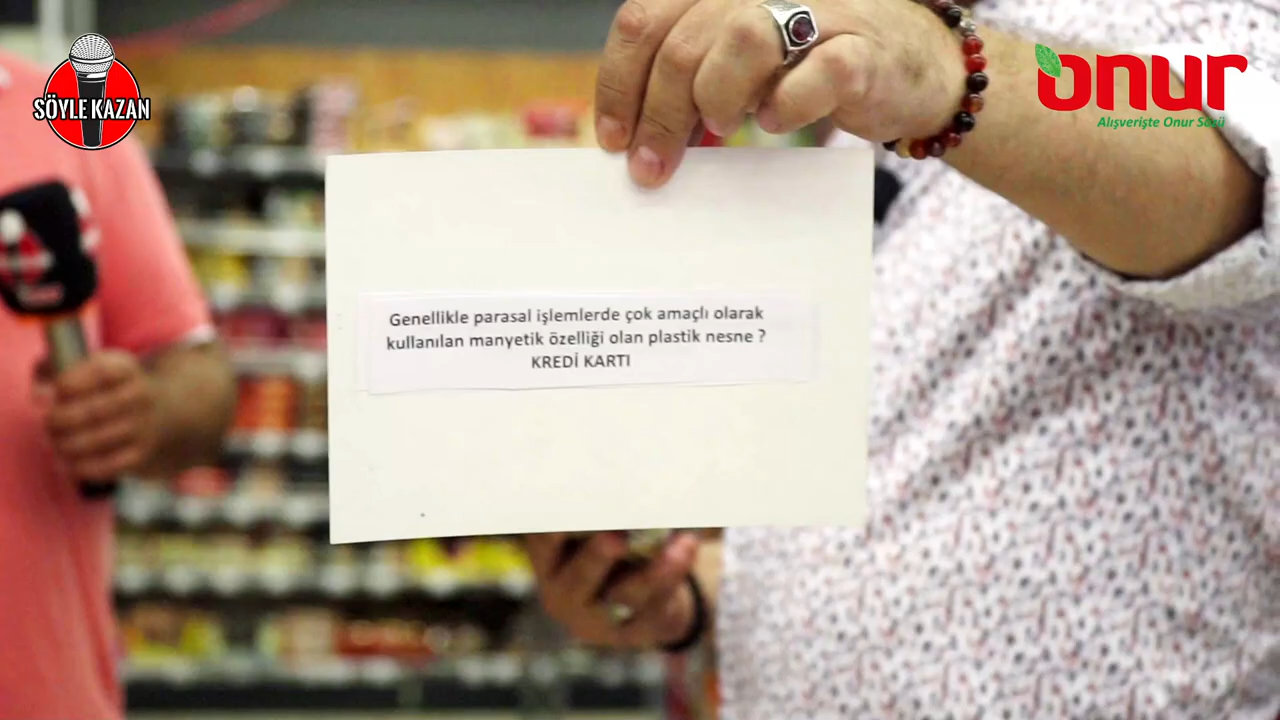 SÖYLE KAZAN
onur
Alışverişte Onur Sözü
Genellikle parasal işlemlerde çok amaçlı olarak
kullanılan manyetik özelliği olan plastik nesne ?
KREDİ KARTI